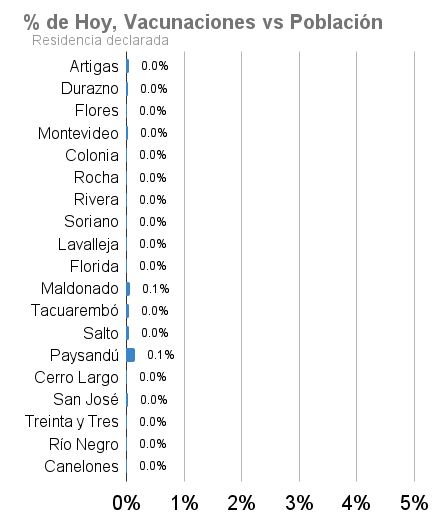 % de Hoy, Vacunaciones vs Población
Residencia declarada
Artigas 0.0%
Durazno 0.0%
Flores 0.0%
Montevideo 0.0%
Colonia 0.0%
Rocha 0.0%
Rivera 0.0%
Soriano 0.0%
Lavalleja 0.0%
Florida 0.0%
Maldonado 0.1%
Tacuarembó 0.0%
Salto 0.0%
Paysandú 0.1%
Cerro Largo 0.0%
San José 0.0%
Treinta y Tres 0.0%
Río Negro 0.0%
Canelones 0.0%
0% 1% 2% 3% 4% 5%